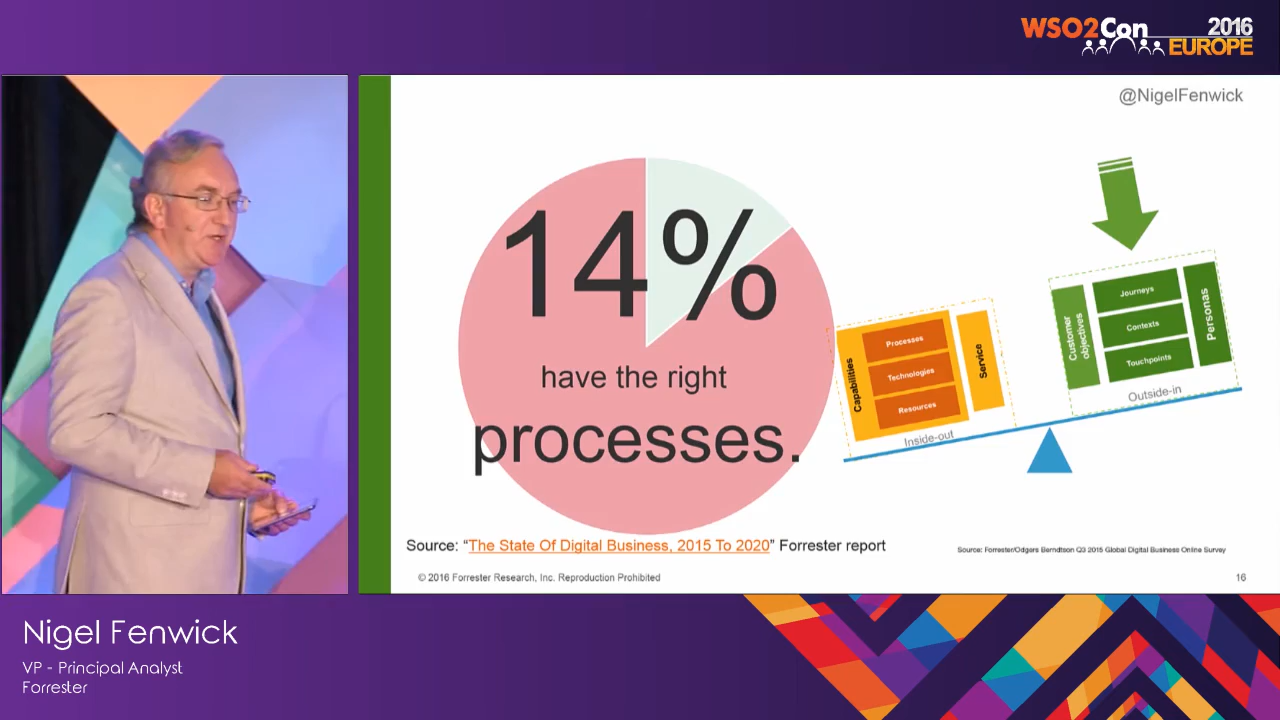 WSO2Con 2016
EUROPE
@NigelFenwick
14%
have the right
processes.
Capabilities
Processes
Technologies
Resources
Service
Inside-out
Customer
objectives
Journeys
Contexts
Touchpoints
Personas
Outside-in
Source: “The State Of Digital Business, 2015 To 2020” Forrester report
Source: Forrester/Odgers Berndtson Q3 2015 Global Digital Business Online Survey
© 2016 Forrester Research, Inc. Reproduction Prohibited
16
Nigel Fenwick
VP - Principal Analyst
Forrester